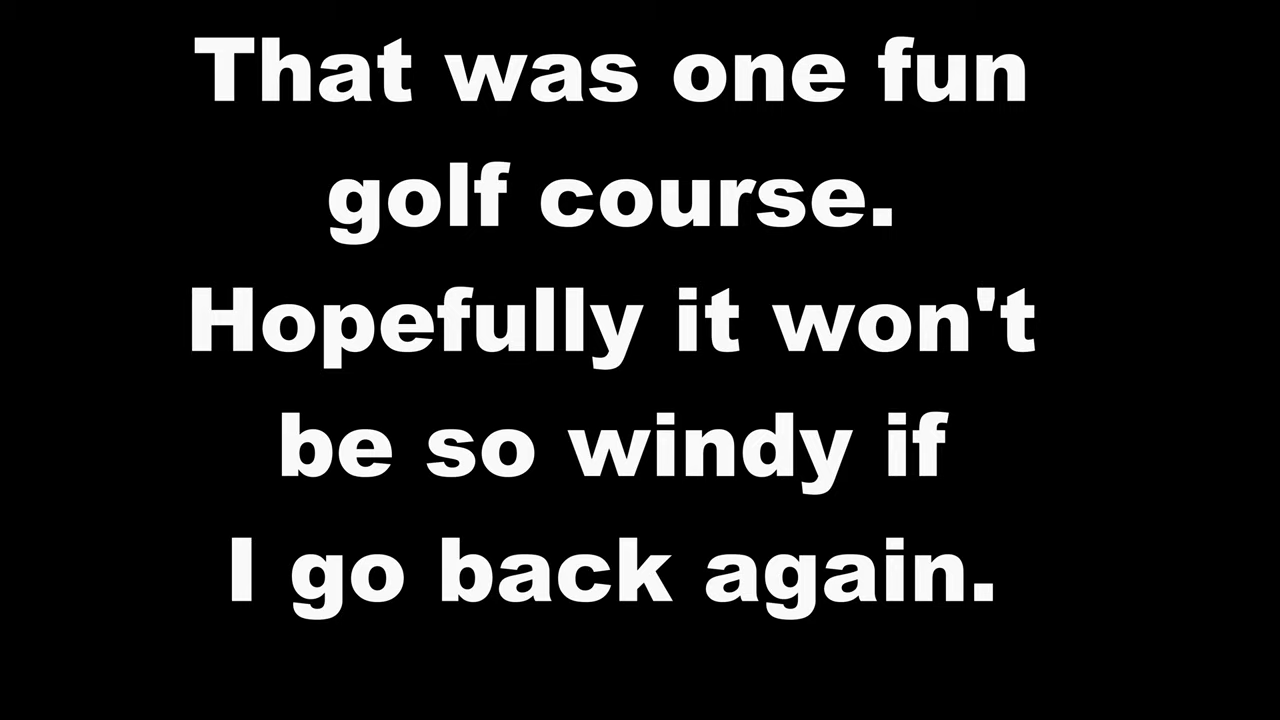 That was one fun
golf course.
Hopefully it won't
be so windy if
I go back again.